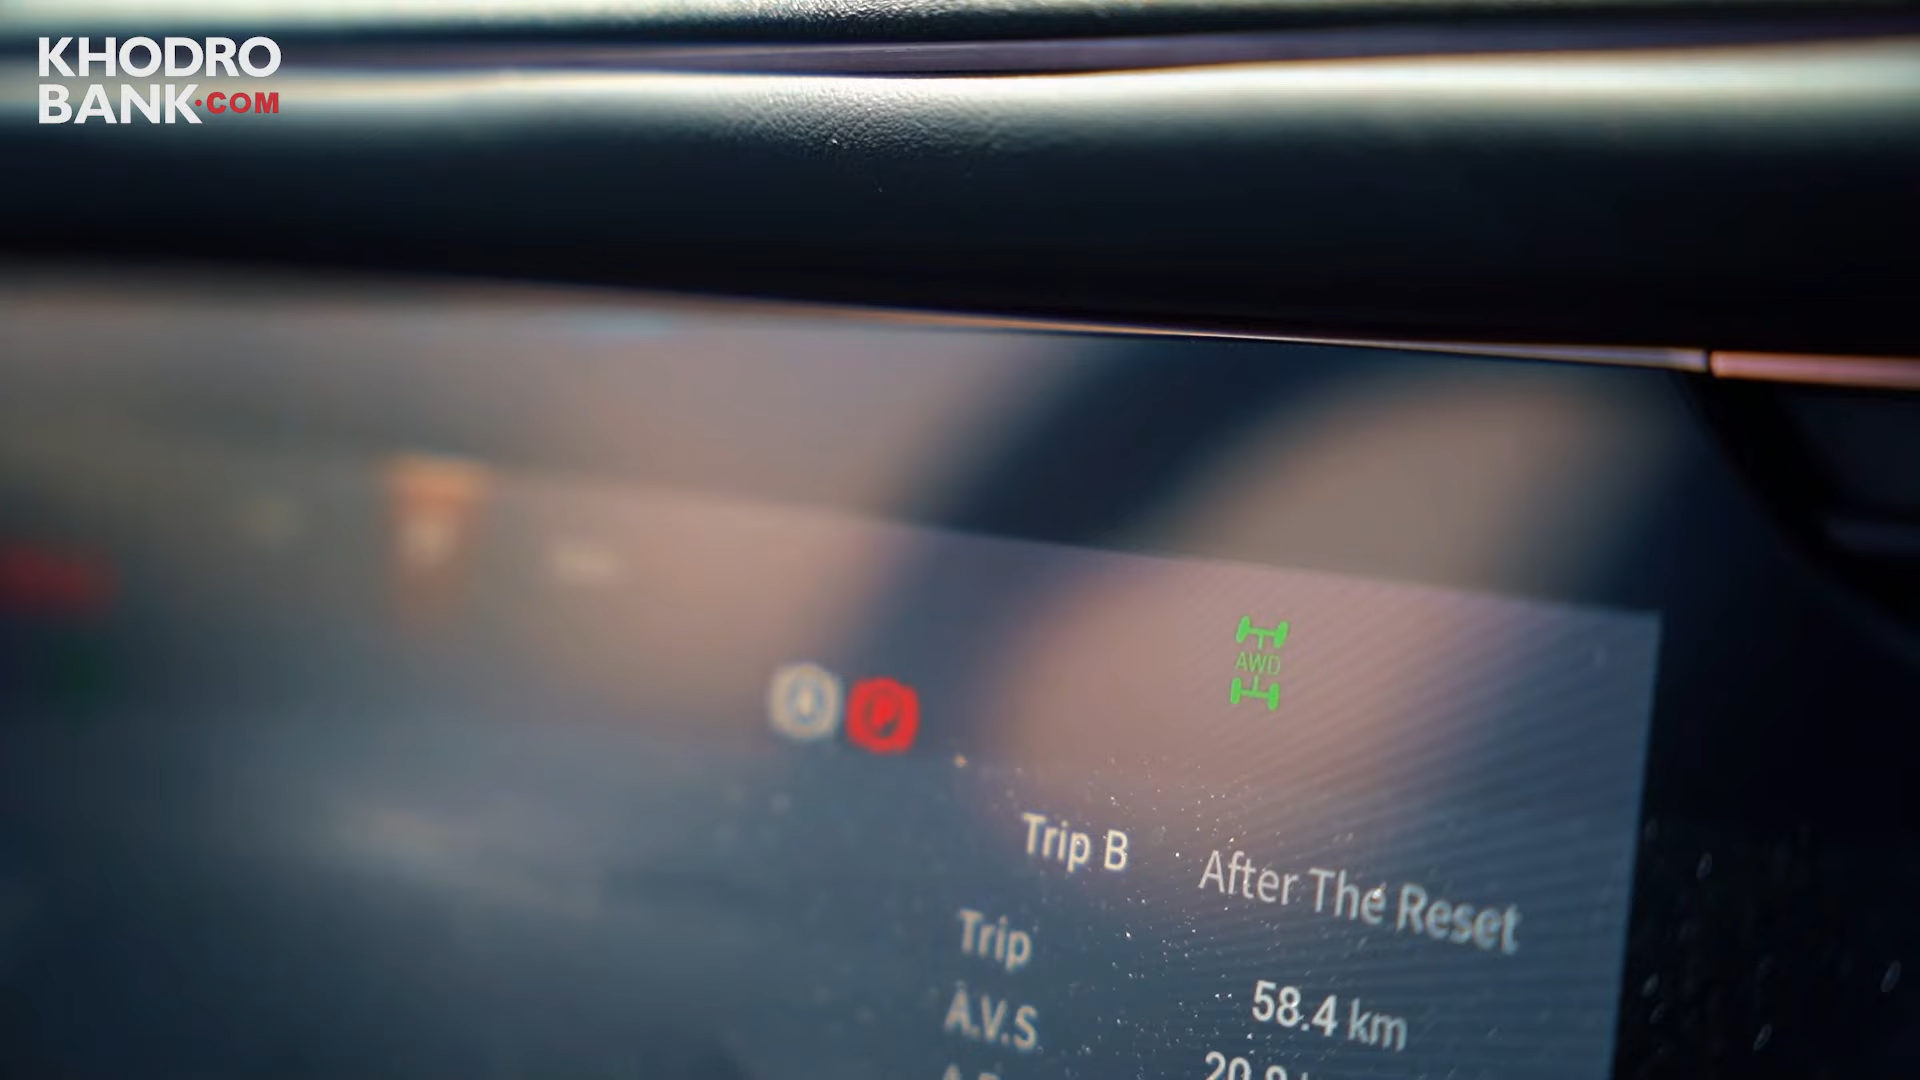 KHODRO
BANK.COM
AWD
Trip B After The Reset
Trip 58.4 km
A.V.S